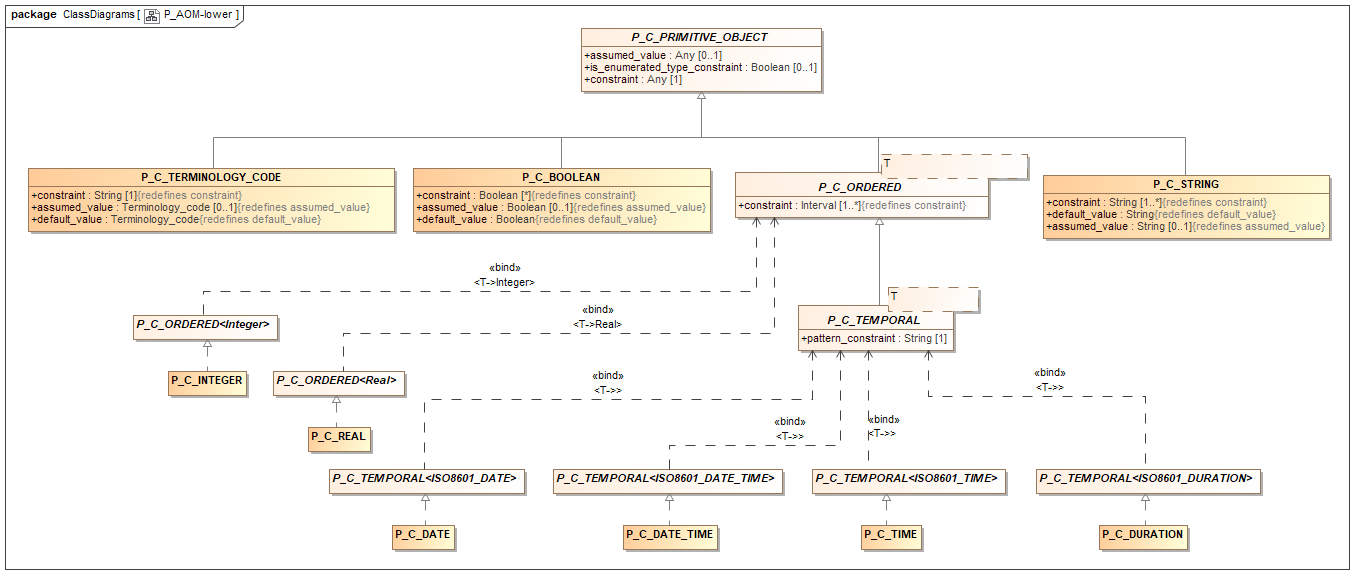 package ClassDiagrams [ P_AOM-lower ]
P_C_PRIMITIVE_OBJECT
+assumed_value : Any [0..1]
+is_enumerated_type_constraint : Boolean [0..1]
+constraint : Any [1]
P_C_TERMINOLOGY_CODE
+constraint : String [1]{redefines constraint}
+assumed_value : Terminology_code [0..1]{redefines assumed_value}
+default_value : Terminology_code{redefines default_value}
P_C_BOOLEAN
+constraint : Boolean [*]{redefines constraint}
+assumed_value : Boolean [0..1]{redefines assumed_value}
+default_value : Boolean{redefines default_value}
T
P_C_ORDERED
+constraint : Interval [1..*]{redefines constraint}
P_C_STRING
+constraint : String [1..*]{redefines constraint}
+default_value : String{redefines default_value}
+assumed_value : String [0..1]{redefines assumed_value}
«bind»
<T->Integer>
«bind»
<T->Real>
T
P_C_TEMPORAL
+pattern_constraint : String [1]
P_C_ORDERED<Integer>
P_C_INTEGER
P_C_ORDERED<Real>
P_C_REAL
«bind»
<T->>
«bind»
<T->>
«bind»
<T->>
«bind»
<T->>
P_C_TEMPORAL<ISO8601_DATE>
P_C_TEMPORAL<ISO8601_DATE_TIME>
P_C_TEMPORAL<ISO8601_TIME>
P_C_TEMPORAL<ISO8601_DURATION>
P_C_DATE
P_C_DATE_TIME
P_C_TIME
P_C_DURATION